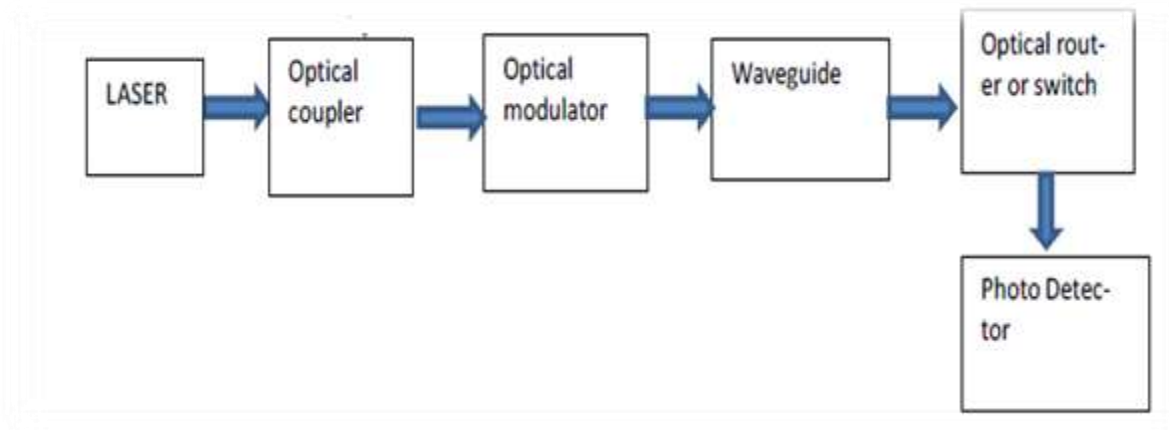 LASER
Optical
coupler
Optical
modulator
Waveguide
Optical rout-
er or switch
Photo Detec-
tor